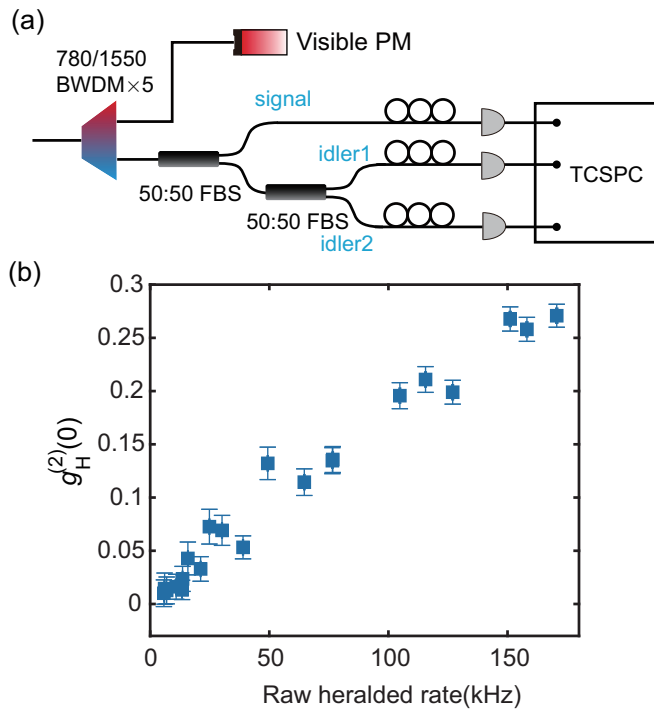 (a)
780/1550
BWDM×5
Visible PM
signal
idler1
idler2
50:50 FBS
50:50 FBS
TCSPC
(b)
g_H^(2)(0)
0.3
0.25
0.2
0.15
0.1
0.05
0
0 50 100 150
Raw heralded rate(kHz)